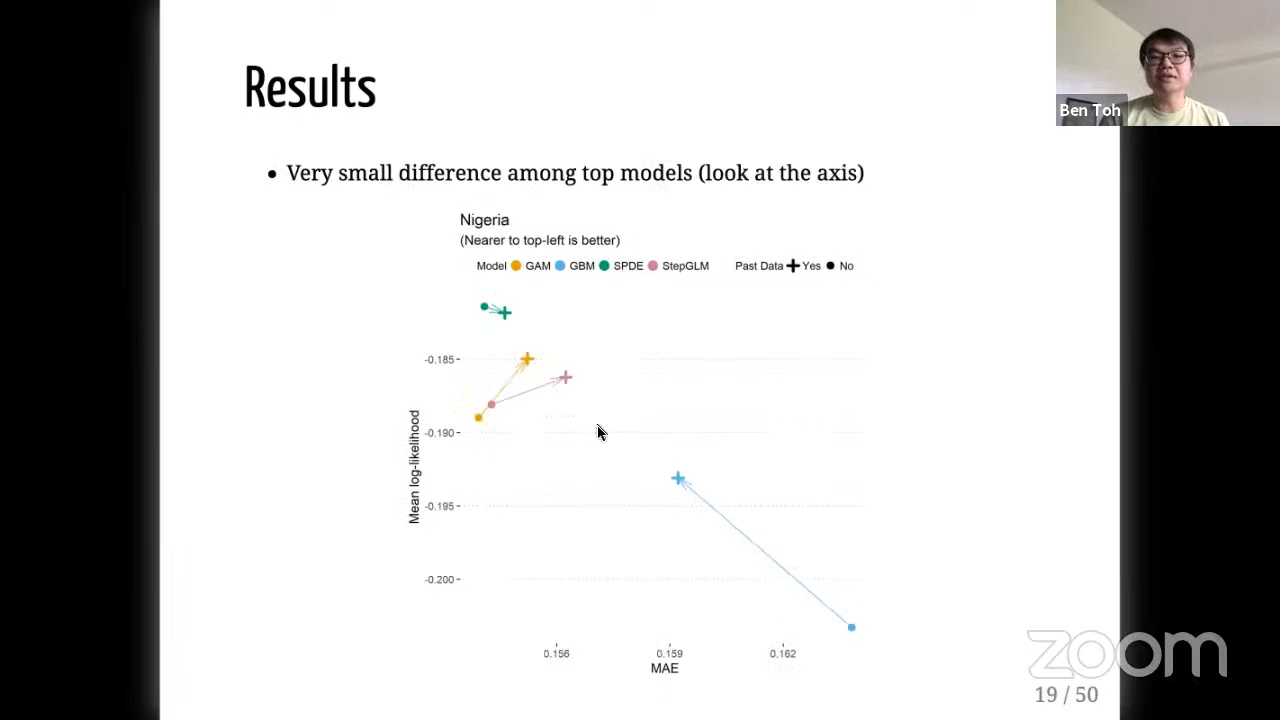 Results
Ben Toh
• Very small difference among top models (look at the axis)
Nigeria
(Nearer to top-left is better)
Model GAM GBM SPDE StepGLM Past Data Yes No
-0.185
-0.190
-0.195
-0.200
Mean log-likelihood
0.156 0.159 0.162
MAE
zoom
19 / 50